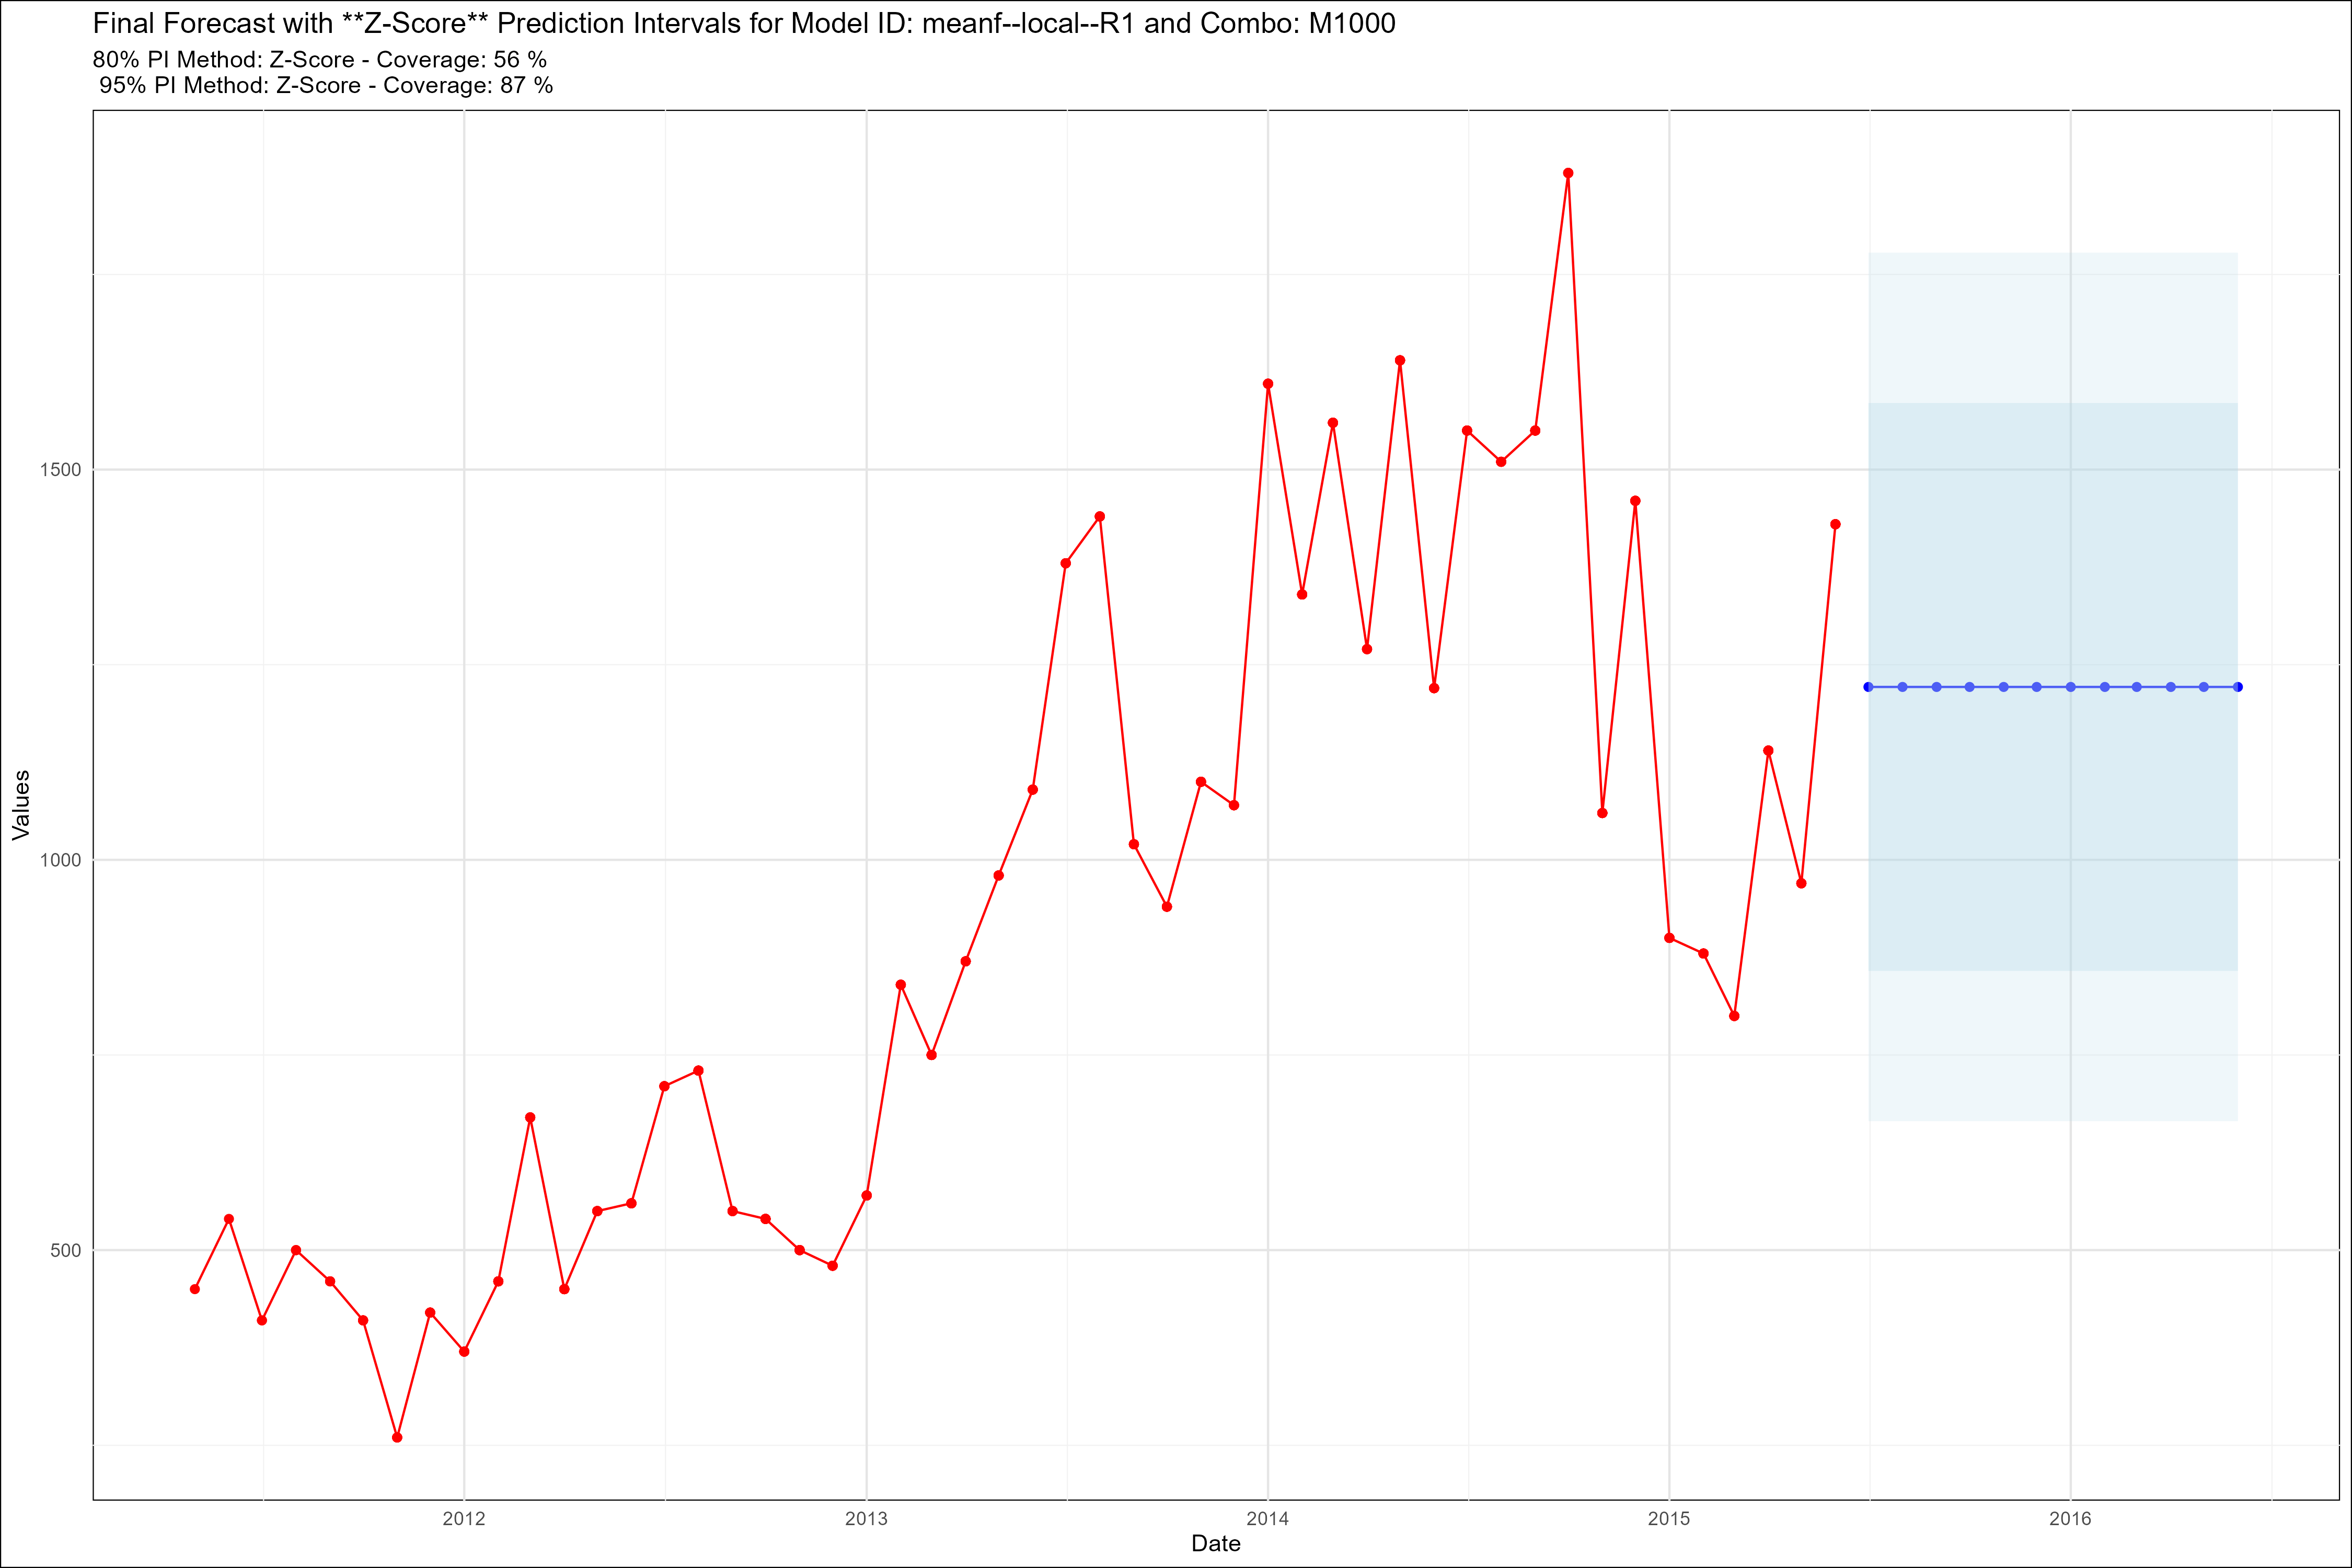 Final Forecast with **Z-Score** Prediction Intervals for Model ID: meanf--local--R1 and Combo: M1000
80% PI Method: Z-Score - Coverage: 56 %
95% PI Method: Z-Score - Coverage: 87 %
1500
1000
500
Values
2012
2013
2014
2015
2016
Date